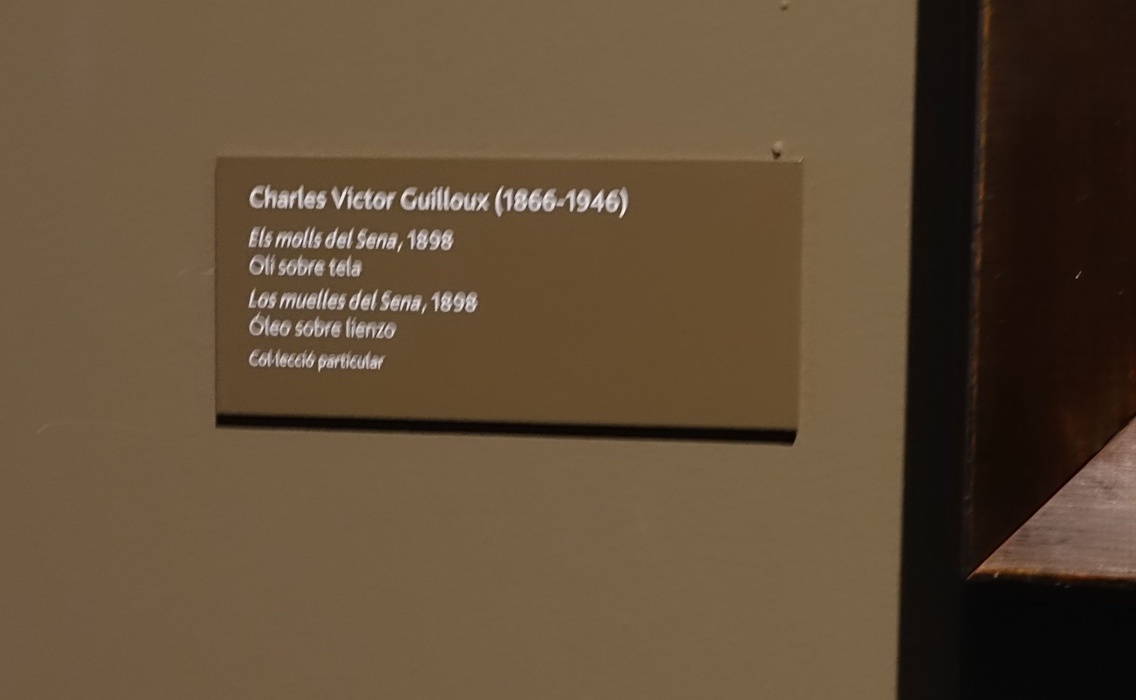 Charles Victor Guilloux (1866-1946)
Els molls del Sena, 1898
Oli sobre tela
Los muelles del Sena, 1898
Óleo sobre lienzo
Col·lecció particular